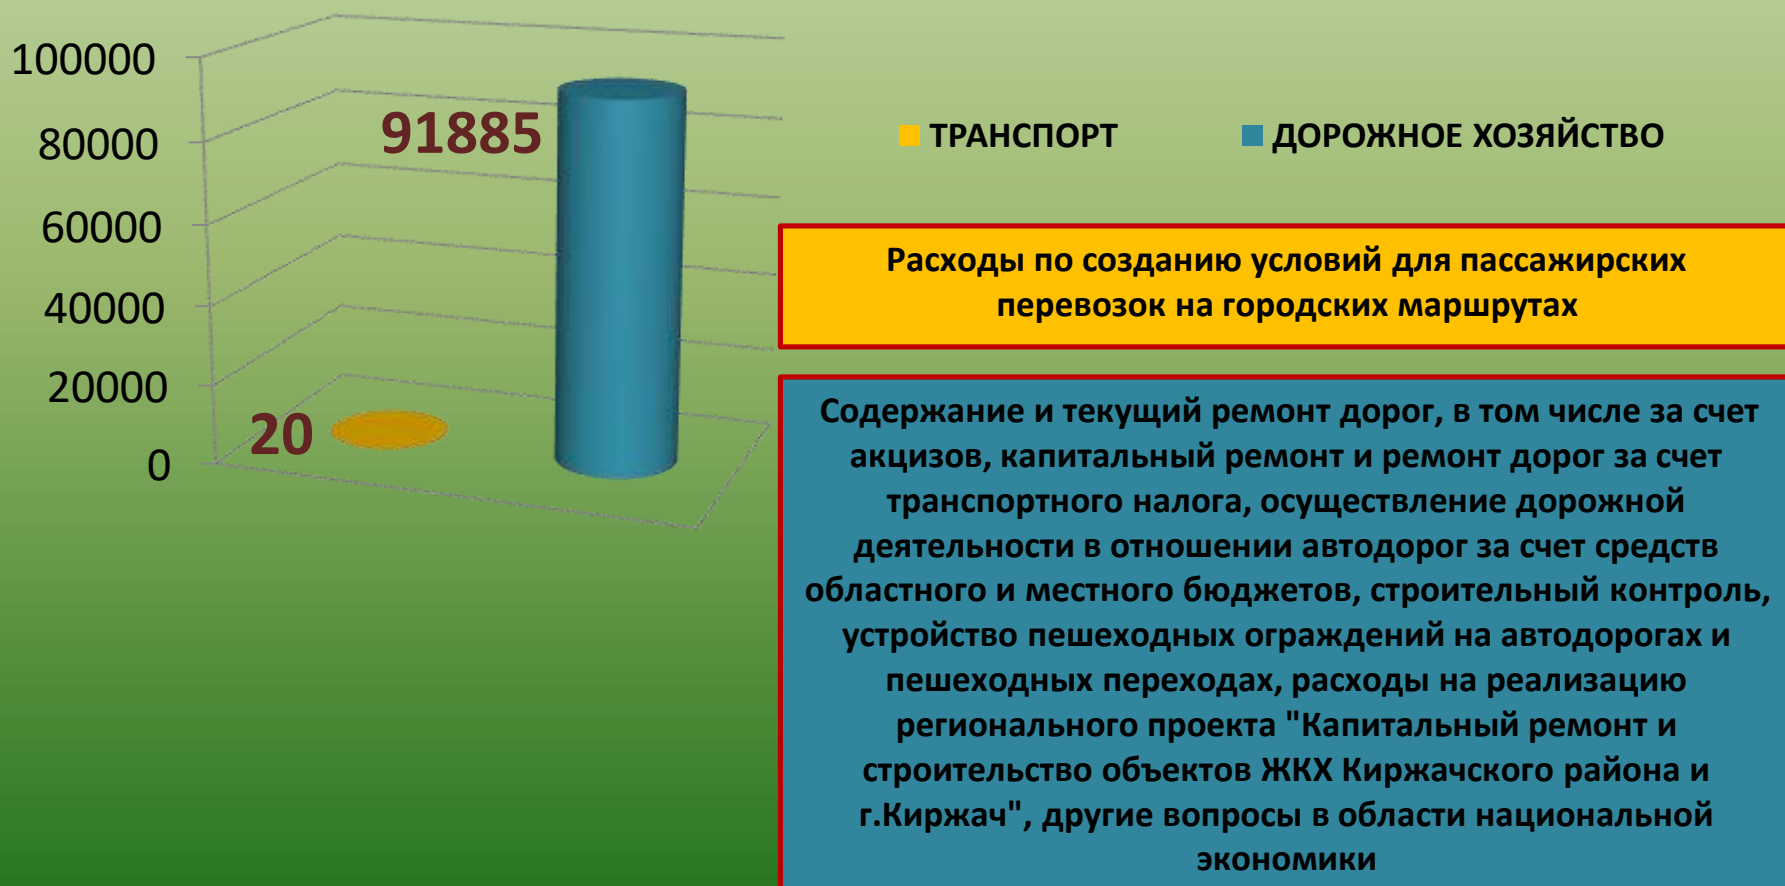 100000
80000
60000
40000
20000
0
91885
20
ТРАНСПОРТ
ДОРОЖНОЕ ХОЗЯЙСТВО
Расходы по созданию условий для пассажирских
перевозок на городских маршрутах
Содержание и текущий ремонт дорог, в том числе за счет
акцизов, капитальный ремонт и ремонт дорог за счет
транспортного налога, осуществление дорожной
деятельности в отношении автодорог за счет средств
областного и местного бюджетов, строительный контроль,
устройство пешеходных ограждений на автодорогах и
пешеходных переходах, расходы на реализацию
регионального проекта "Капитальный ремонт и
строительство объектов ЖКХ Киржачского района и
г.Киржач", другие вопросы в области национальной
экономики